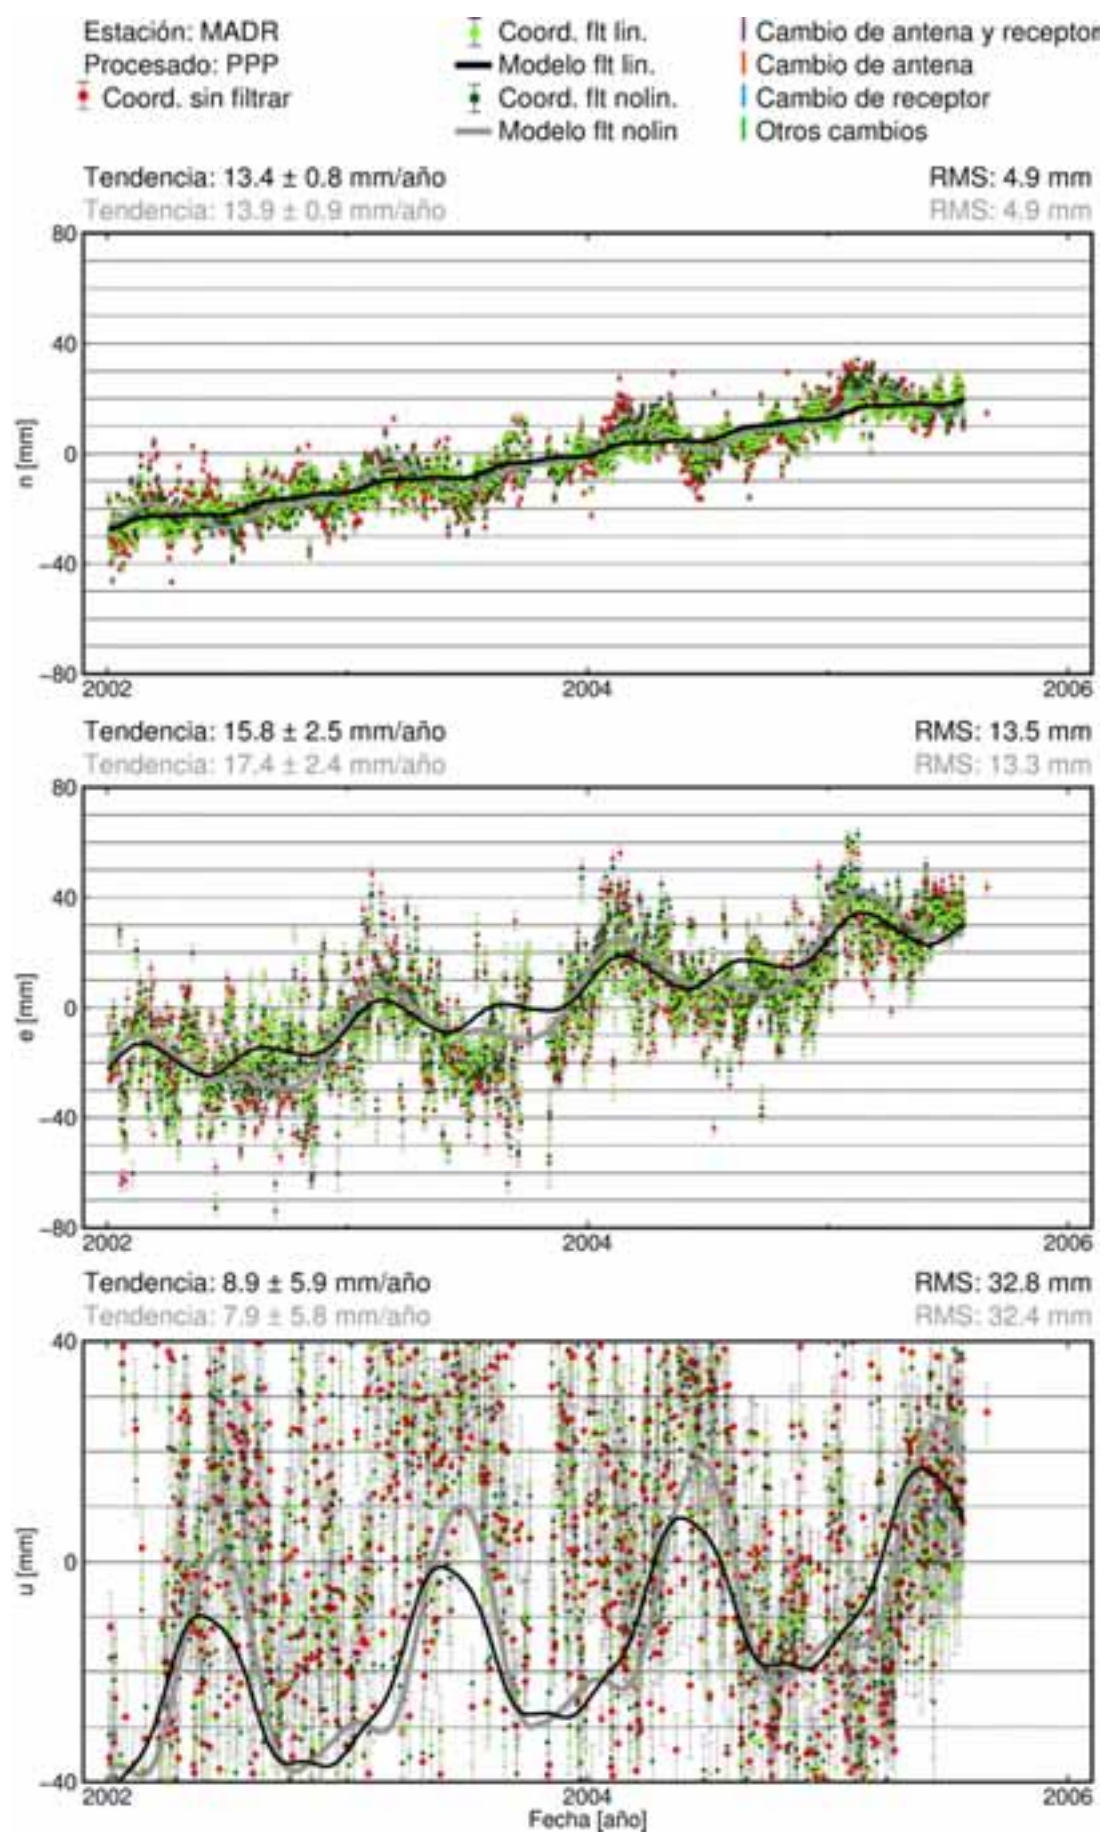 Estación: MADR
Procesado: PPP
Coord. sin filtrar
Coord. flt lin.
Modelo flt lin.
Coord. flt nolin.
Modelo flt nolin
Cambio de antena y receptor
Cambio de antena
Cambio de receptor
Otros cambios
Tendencia: 13.4 ± 0.8 mm/año RMS: 4.9 mm
Tendencia: 13.9 ± 0.9 mm/año RMS: 4.9 mm
80
40
0
−40
−80
n [mm]
2002 2004 2006
Tendencia: 15.8 ± 2.5 mm/año RMS: 13.5 mm
Tendencia: 17.4 ± 2.4 mm/año RMS: 13.3 mm
80
40
0
−40
−80
e [mm]
2002 2004 2006
Tendencia: 8.9 ± 5.9 mm/año RMS: 32.8 mm
Tendencia: 7.9 ± 5.8 mm/año RMS: 32.4 mm
40
0
−40
u [mm]
2002 2004 2006
Fecha [año]